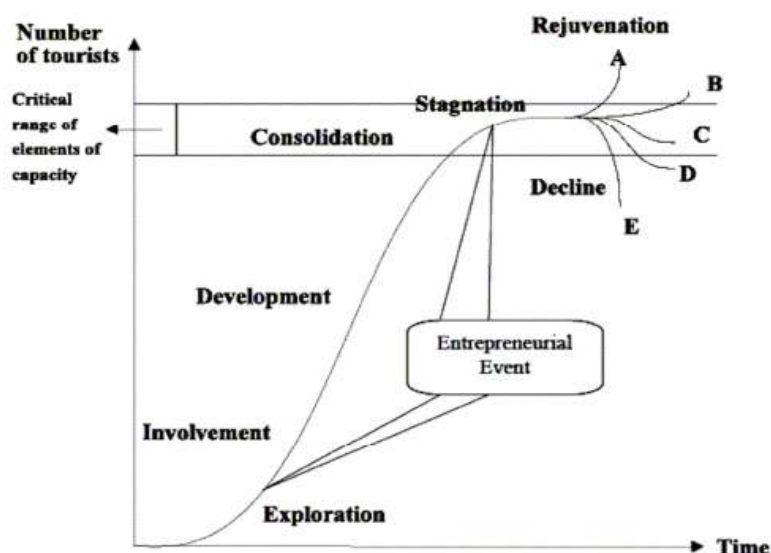 Number
of tourists
Rejuvenation
A
B
Critical
range of
elements of
capacity
Stagnation
Consolidation
C
D
Decline
E
Development
Entrepreneurial
Event
Involvement
Exploration
Time